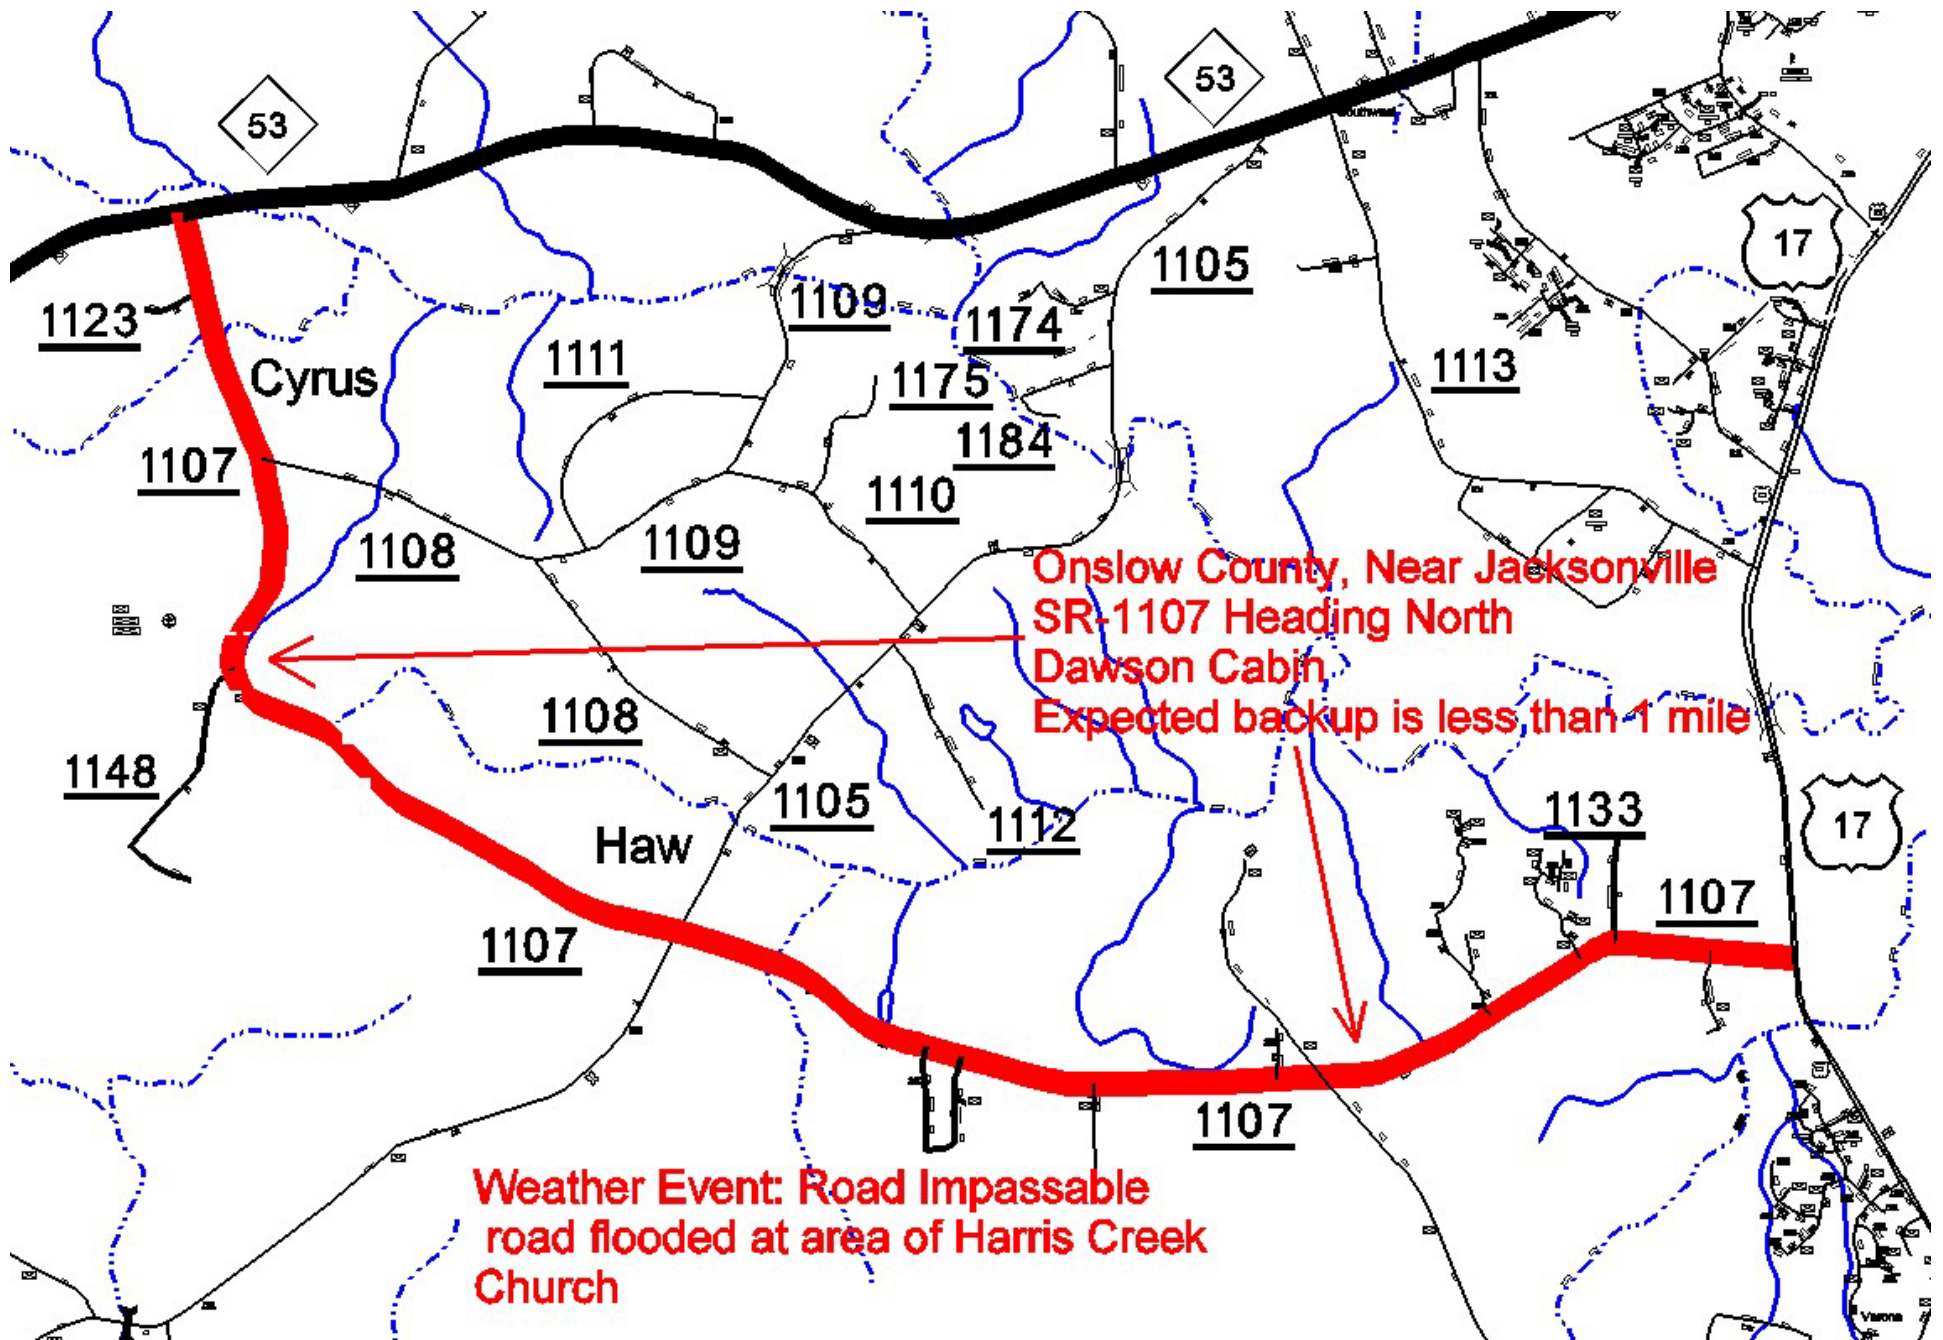 53
53
17
1105
1123
1109
1174
1111
1175
1113
Cyrus
1184
1107
1110
1108
1109
Onslow County, Near Jacksonville
SR-1107 Heading North
Dawson Cabin
Expected backup is less than 1 mile
1108
1148
1105
1112
1133
17
Haw
1107
1107
1107
Weather Event: Road Impassable
road flooded at area of Harris Creek
Church
Verona